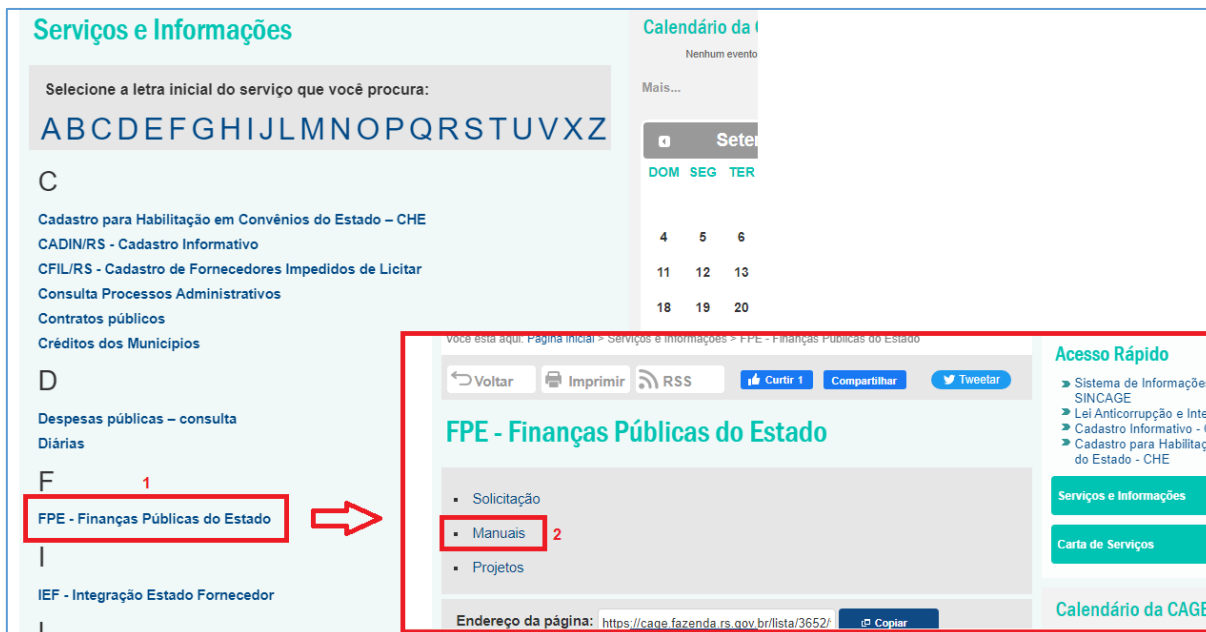 Serviços e Informações
Selecione a letra inicial do serviço que você procura:
A B C D E F G H I J L M N O P Q R S T U V X Z
C
Cadastro para Habilitação em Convênios do Estado – CHE
CADIN/RS - Cadastro Informativo
CFIL/RS - Cadastro de Fornecedores Impedidos de Licitar
Consulta Processos Administrativos
Contratos públicos
Créditos dos Municípios
D
Despesas públicas – consulta
Diárias
F
1
FPE - Finanças Públicas do Estado
I
IEF - Integração Estado Fornecedor
Calendário da
Nenhum evento
Mais...
Seter
DOM SEG TER
4 5 6
11 12 13
18 19 20
Você está aqui: Página Inicial > Serviços e Informações > FPE - Finanças Públicas do Estado
Voltar Imprimir RSS Curtir 1 Compartilhar Tweetar
FPE - Finanças Públicas do Estado
Solicitação
Manuais 2
Projetos
Endereço da página: https://cage.fazenda.rs.gov.br/lista/3652/ Copiar
Acesso Rápido
Sistema de Informações
SINCAGE
Lei Anticorrupção e Inte
Cadastro Informativo -
Cadastro para Habilitaç
do Estado - CHE
Serviços e Informações
Carta de Serviços
Calendário da CAGE